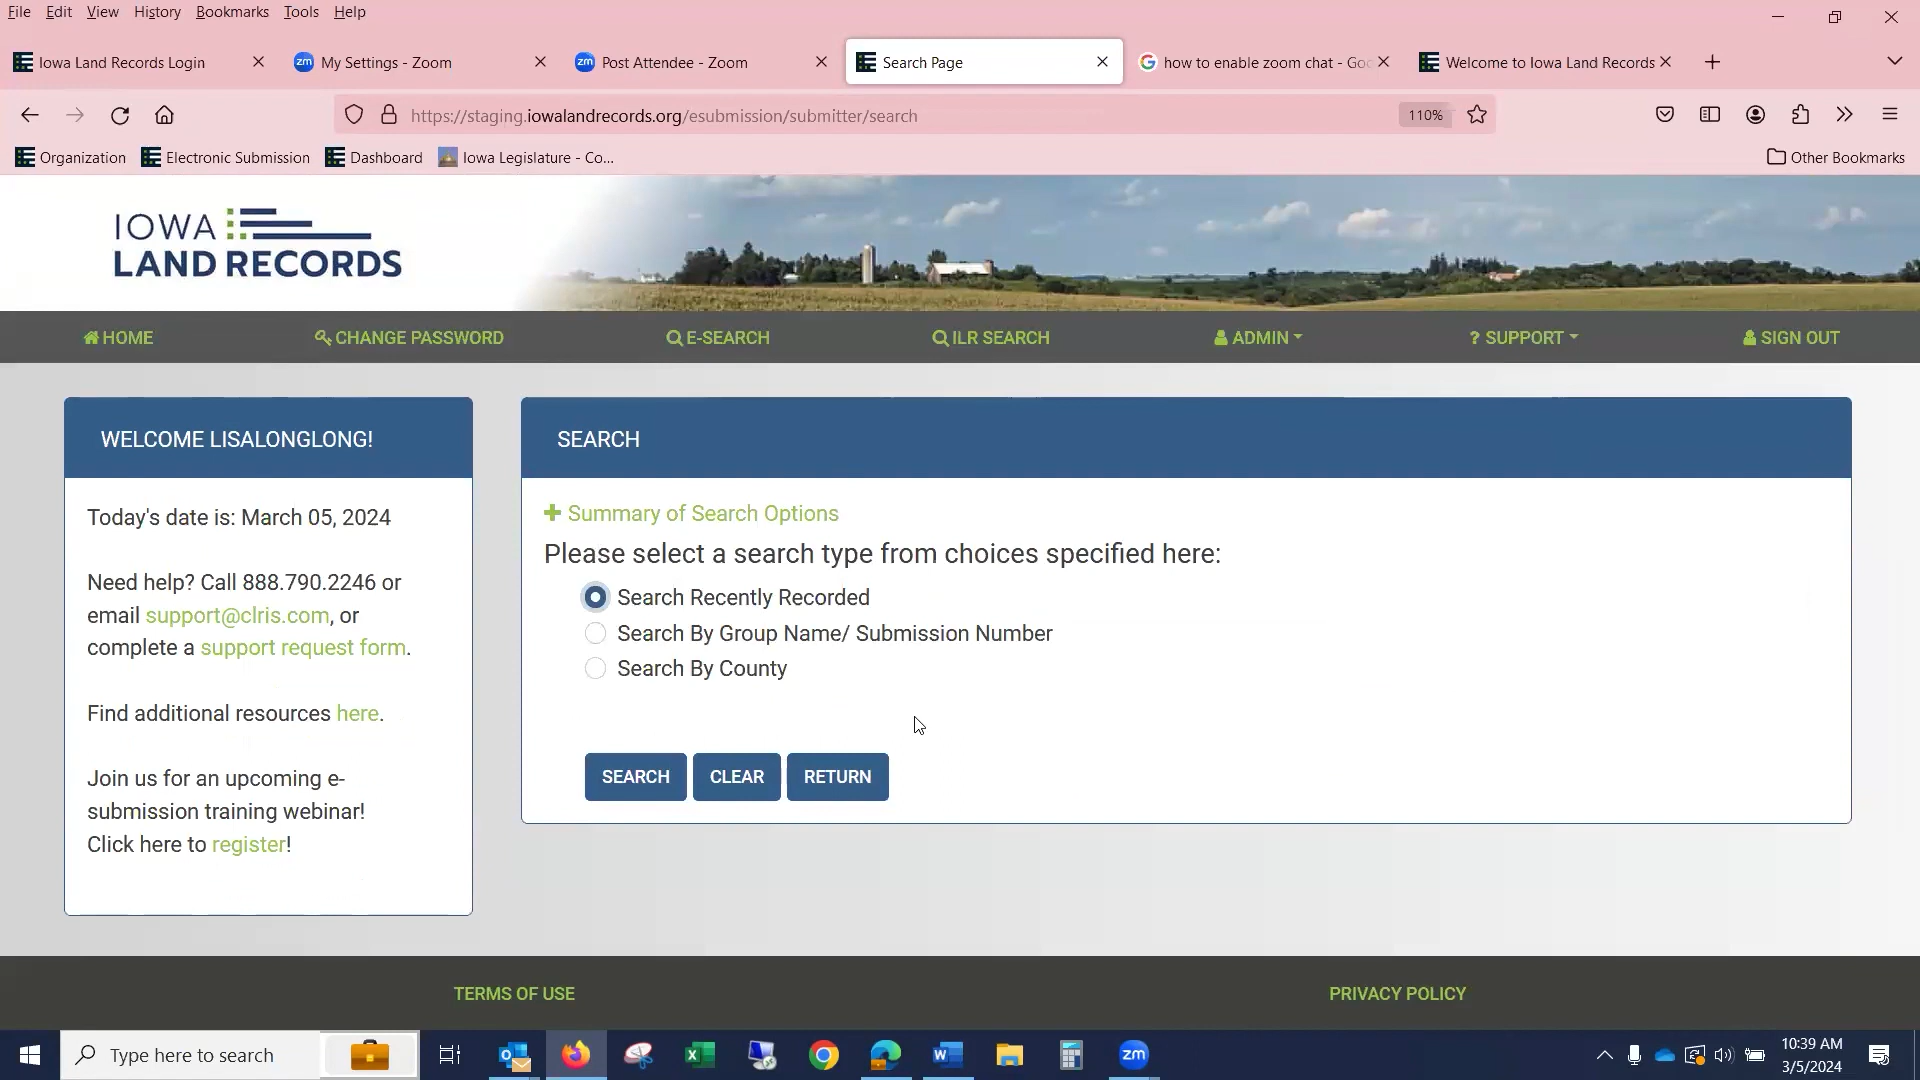 File Edit View History Bookmarks Tools Help
Iowa Land Records Login
My Settings - Zoom
Post Attendee - Zoom
Search Page
how to enable zoom chat - Goo
Welcome to Iowa Land Records
https://staging.iowalandrecords.org/esubmission/submitter/search
110%
Organization
Electronic Submission
Dashboard
Iowa Legislature - Co...
Other Bookmarks
IOWA
LAND RECORDS
HOME
CHANGE PASSWORD
E-SEARCH
ILR SEARCH
ADMIN
? SUPPORT
SIGN OUT
WELCOME LISALONGLONG!
Today's date is: March 05, 2024
Need help? Call 888.790.2246 or
email support@clris.com, or
complete a support request form.
Find additional resources here.
Join us for an upcoming e-
submission training webinar!
Click here to register!
SEARCH
Summary of Search Options
Please select a search type from choices specified here:
Search Recently Recorded
Search By Group Name/ Submission Number
Search By County
SEARCH
CLEAR
RETURN
TERMS OF USE
PRIVACY POLICY
Type here to search
zm
10:39 AM
3/5/2024